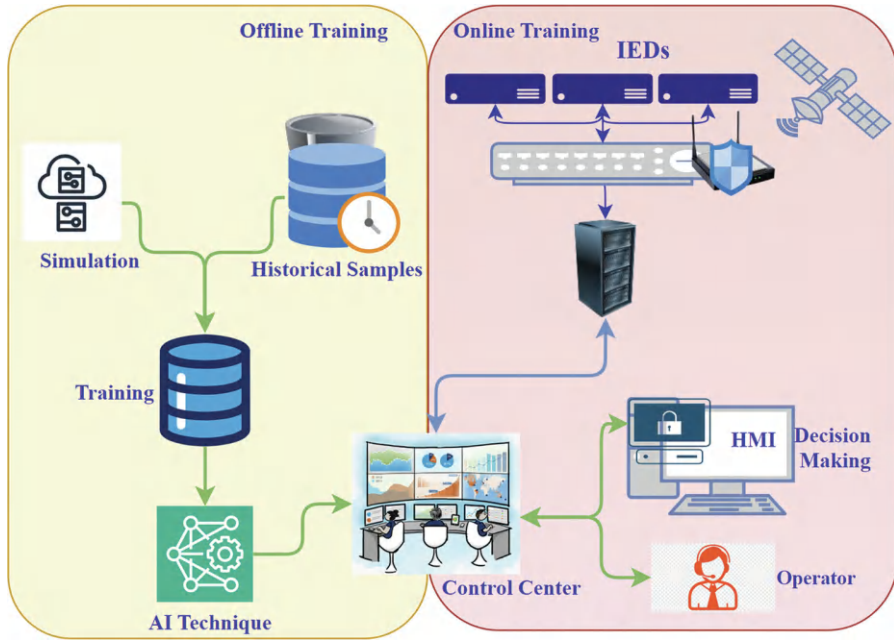 Offline Training
Online Training
IEDs
Simulation
Historical Samples
Training
HMI
Decision
Making
Control Center
Operator
AI Technique